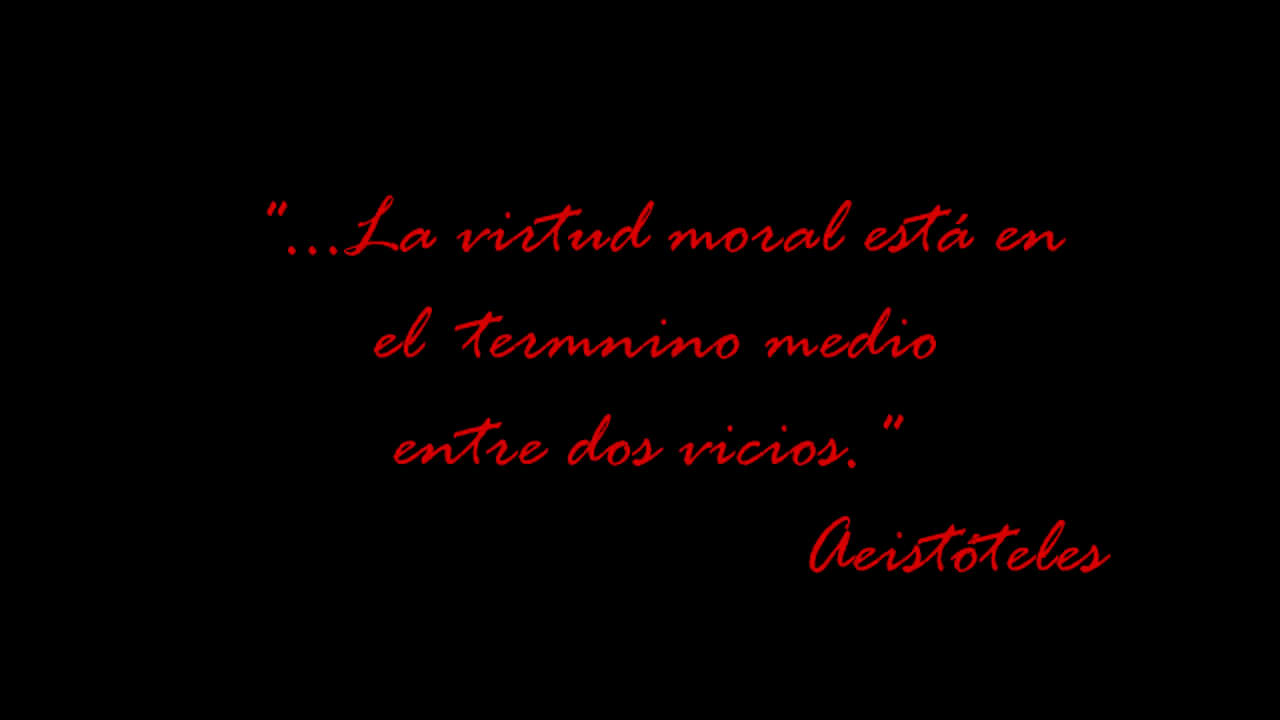 "...La virtud moral está en
el termnino medio
entre dos vicios."
Aeistóteles